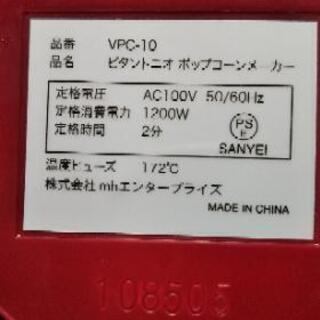 品番 VPC-10
品名 ビタントニオ ポップコーンメーカー
定格電圧 AC100V 50/60Hz
定格消費電力 1200W
定格時間 2分
PS
E
SANYEI
温度ヒューズ 172℃
株式会社 mhエンタープライズ
MADE IN CHINA
108505